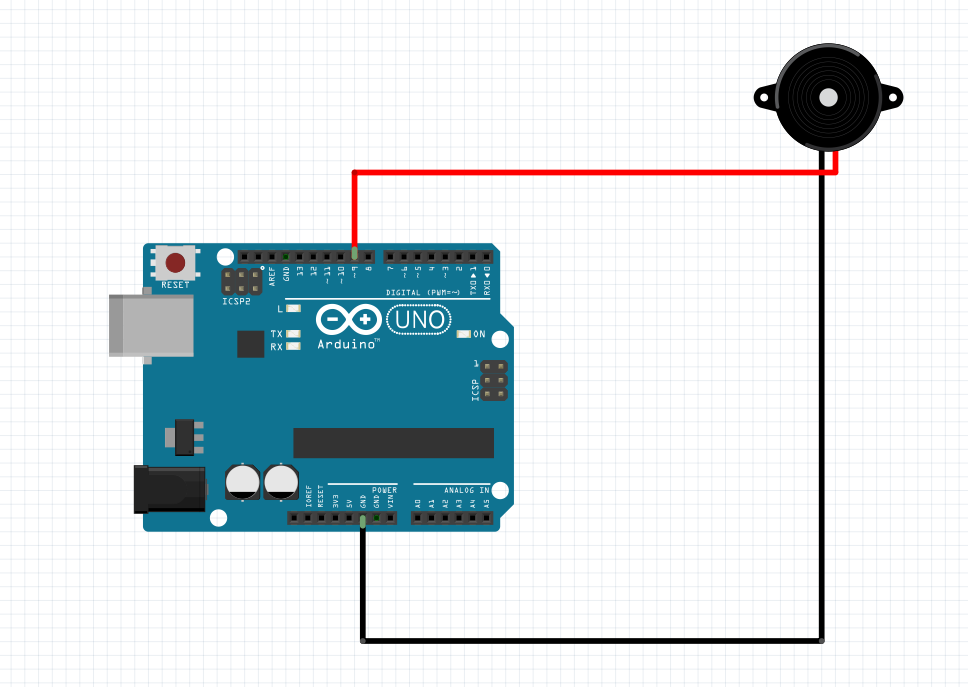 RESET
ICSP2
AREF
GND
13
12
~11
~10
~9
8
7
~6
~5
4
~3
2
TXD▶1
RXD◀0
DIGITAL (PWM=~)
L
TX
RX
Arduino™
UNO
ON
1
ICSP
POWER
ANALOG IN
IOREF
RESET
3V3
5V
GND
GND
VIN
A0
A1
A2
A3
A4
A5